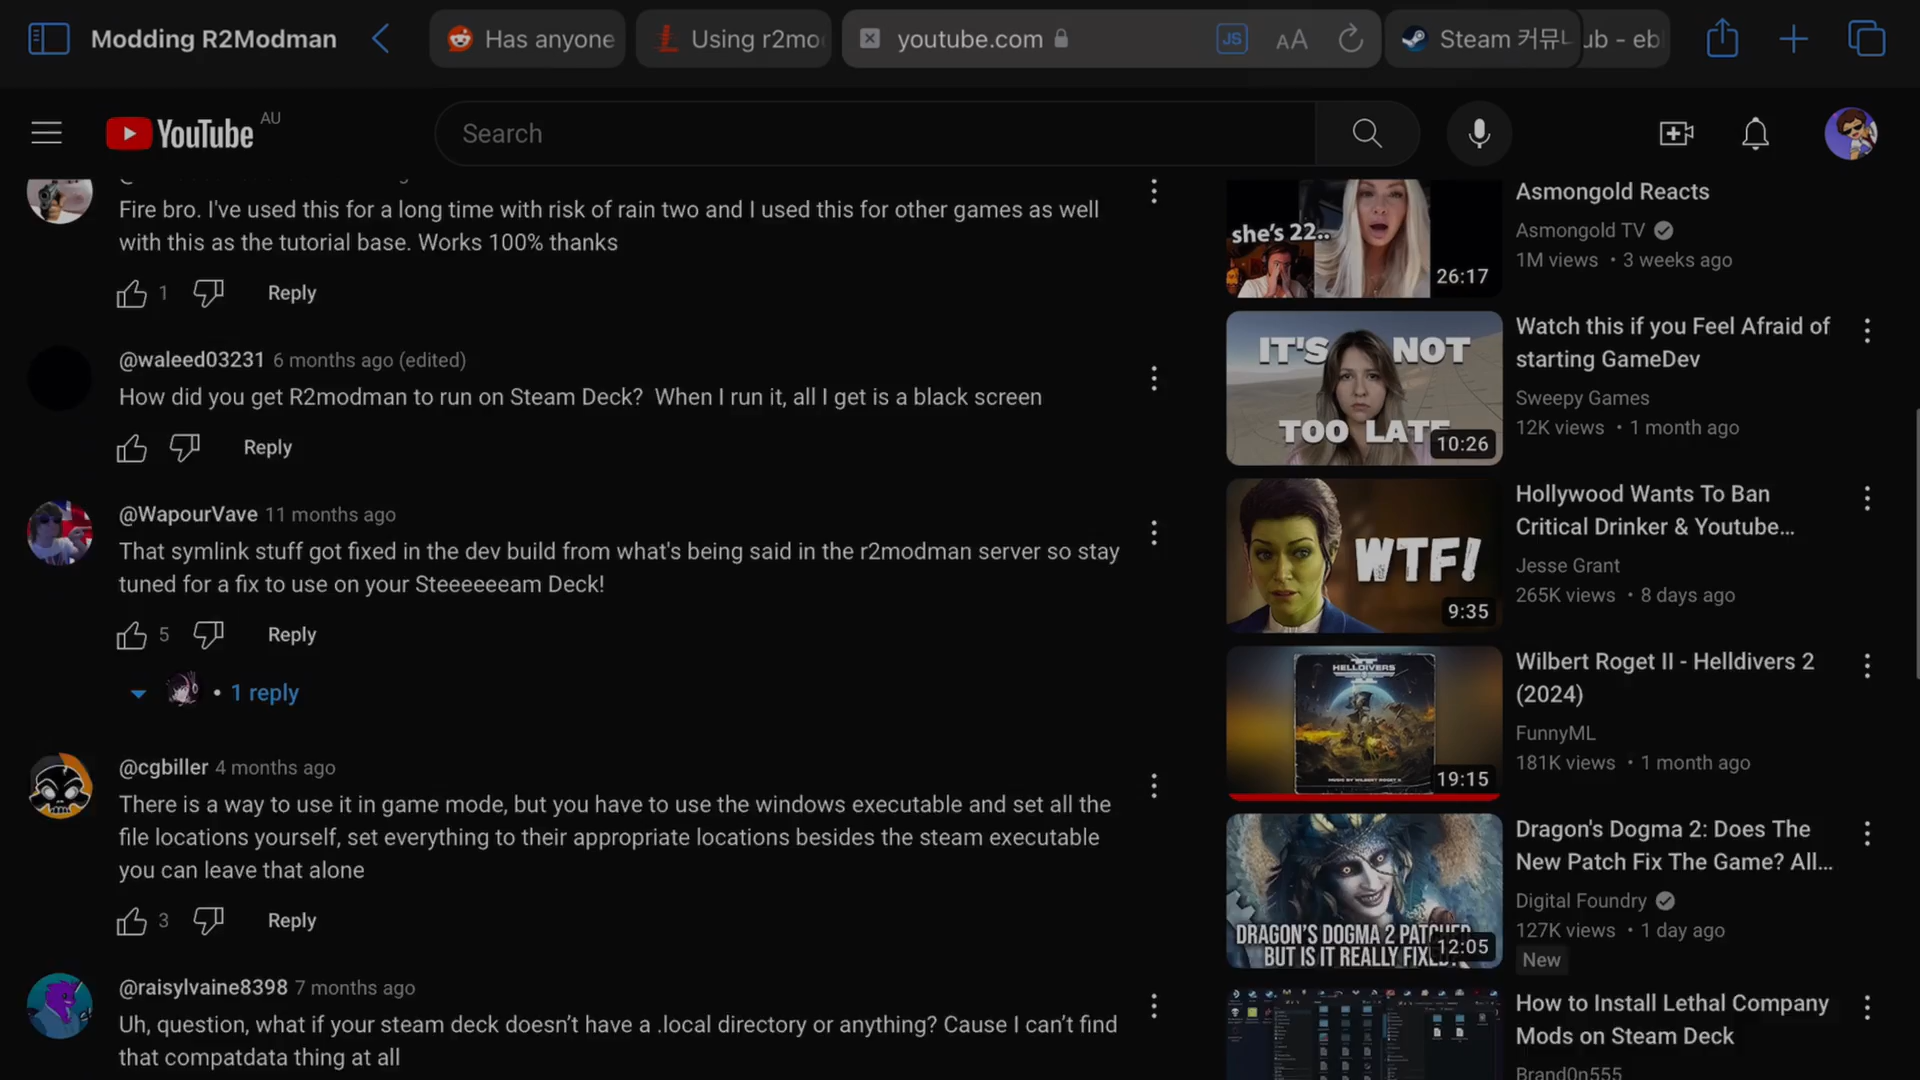 Modding R2Modman
Has anyone
Using r2mo
youtube.com
JS
AA
Steam 커뮤
ub - eb
YouTube
AU
Search
Fire bro. I've used this for a long time with risk of rain two and I used this for other games as well
with this as the tutorial base. Works 100% thanks
1
Reply
@waleed03231 6 months ago (edited)
How did you get R2modman to run on Steam Deck? When I run it, all I get is a black screen
Reply
@WapourVave 11 months ago
That symlink stuff got fixed in the dev build from what's being said in the r2modman server so stay
tuned for a fix to use on your Steeeeeeam Deck!
5
Reply
• 1 reply
@cgbiller 4 months ago
There is a way to use it in game mode, but you have to use the windows executable and set all the
file locations yourself, set everything to their appropriate locations besides the steam executable
you can leave that alone
3
Reply
@raisylvaine8398 7 months ago
Uh, question, what if your steam deck doesn’t have a .local directory or anything? Cause I can’t find
that compatdata thing at all
she's 22..
26:17
Asmongold Reacts
Asmongold TV
1M views • 3 weeks ago
IT'S NOT
TOO LATE
10:26
Watch this if you Feel Afraid of
starting GameDev
Sweepy Games
12K views • 1 month ago
WTF!
9:35
Hollywood Wants To Ban
Critical Drinker & Youtube...
Jesse Grant
265K views • 8 days ago
HELLDIVERS
MUSIC BY WILBERT ROGET II
19:15
Wilbert Roget II - Helldivers 2
(2024)
FunnyML
181K views • 1 month ago
DRAGON'S DOGMA 2 PATCHED
BUT IS IT REALLY FIXED?
12:05
Dragon's Dogma 2: Does The
New Patch Fix The Game? All...
Digital Foundry
127K views • 1 day ago
New
How to Install Lethal Company
Mods on Steam Deck
Brand0n555